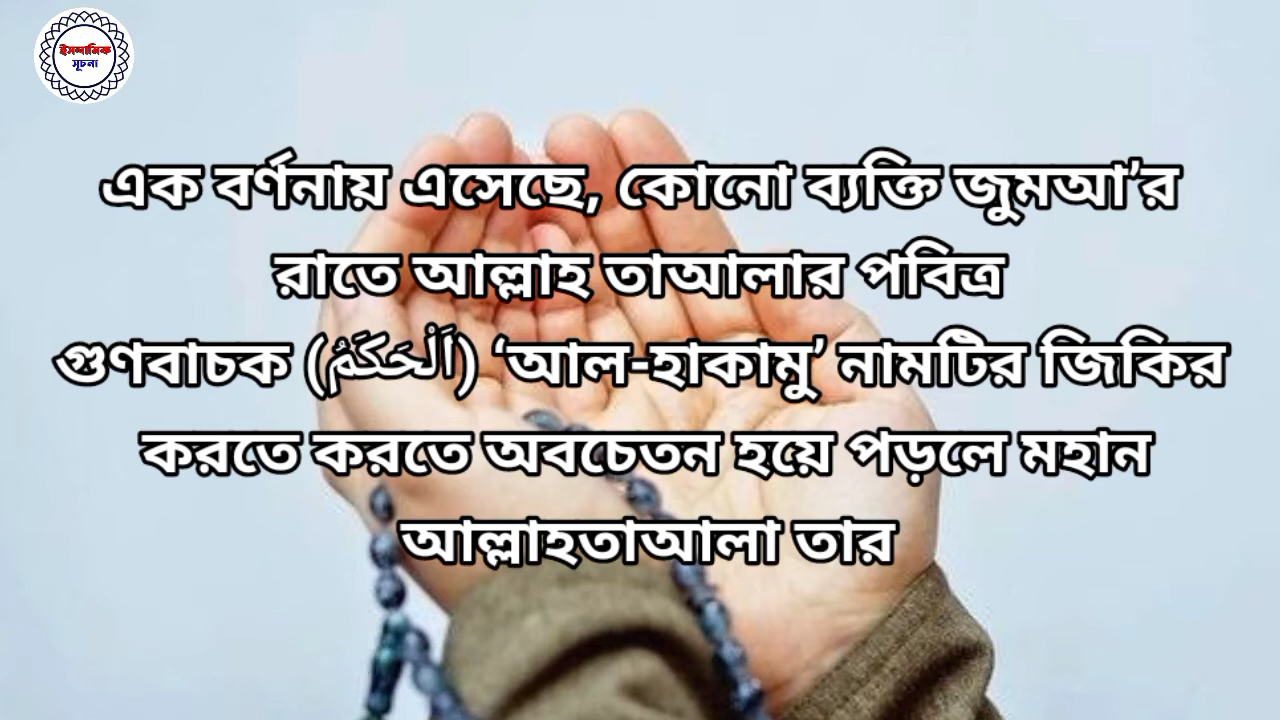 ইসলামিক
সূচনা
এক বর্ণনায় এসেছে, কোনো ব্যক্তি জুমআ’র
রাতে আল্লাহ তাআলার পবিত্র
গুণবাচক (اَلْحَكَمُ) ‘আল-হাকামু’ নামটির জিকির
করতে করতে অবচেতন হয়ে পড়লে মহান
আল্লাহতাআলা তার